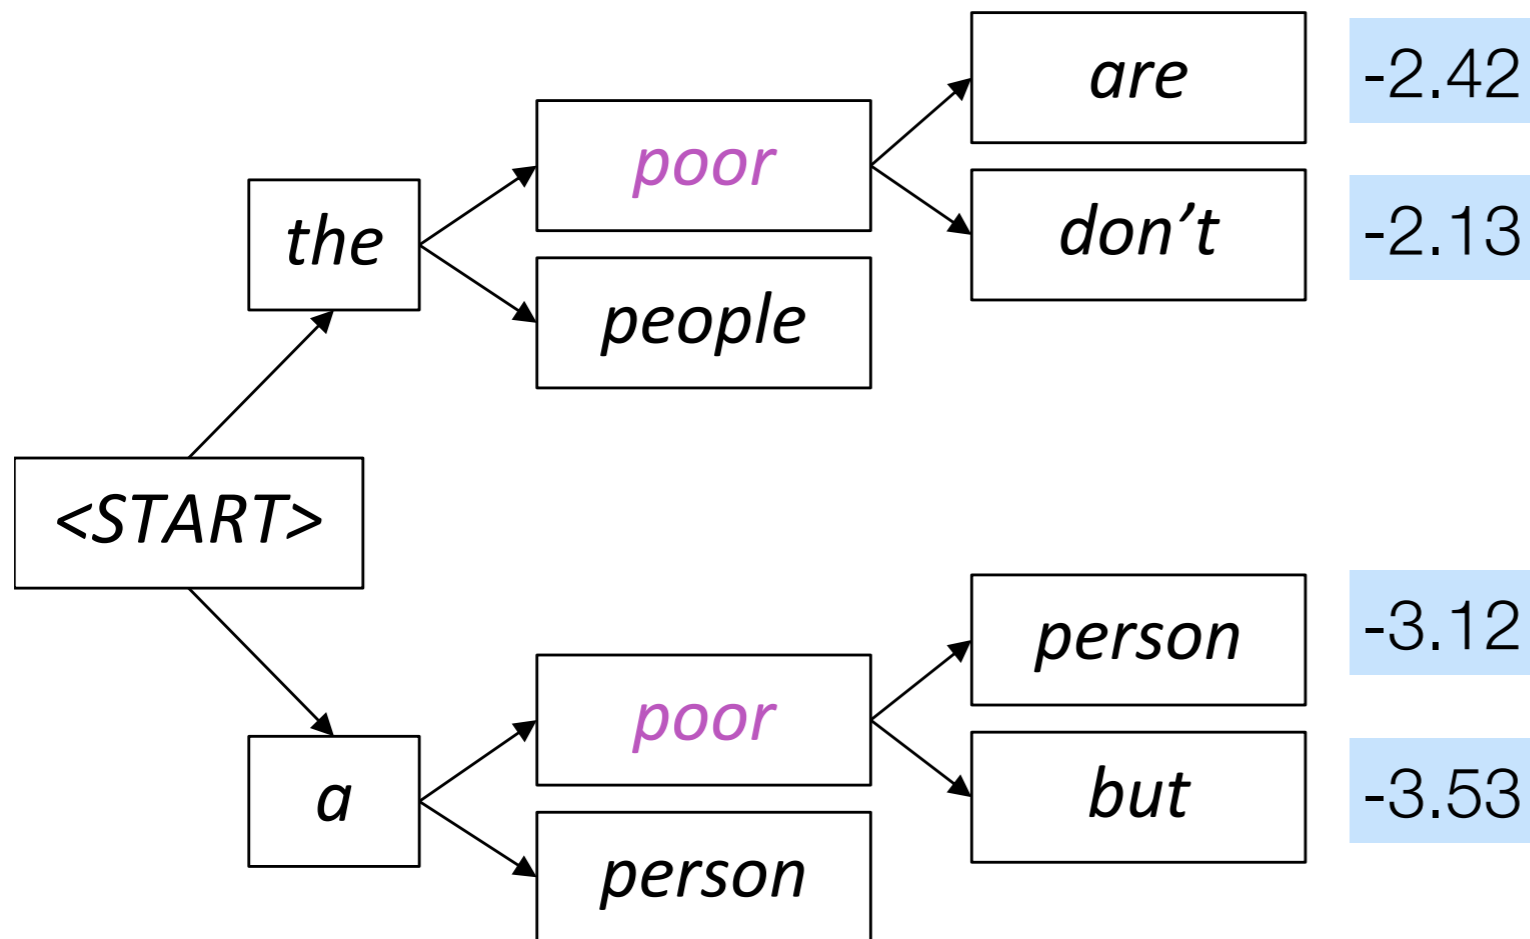 are -2.42
poor
don’t -2.13
the
people
<START>
person -3.12
poor
but -3.53
a
person